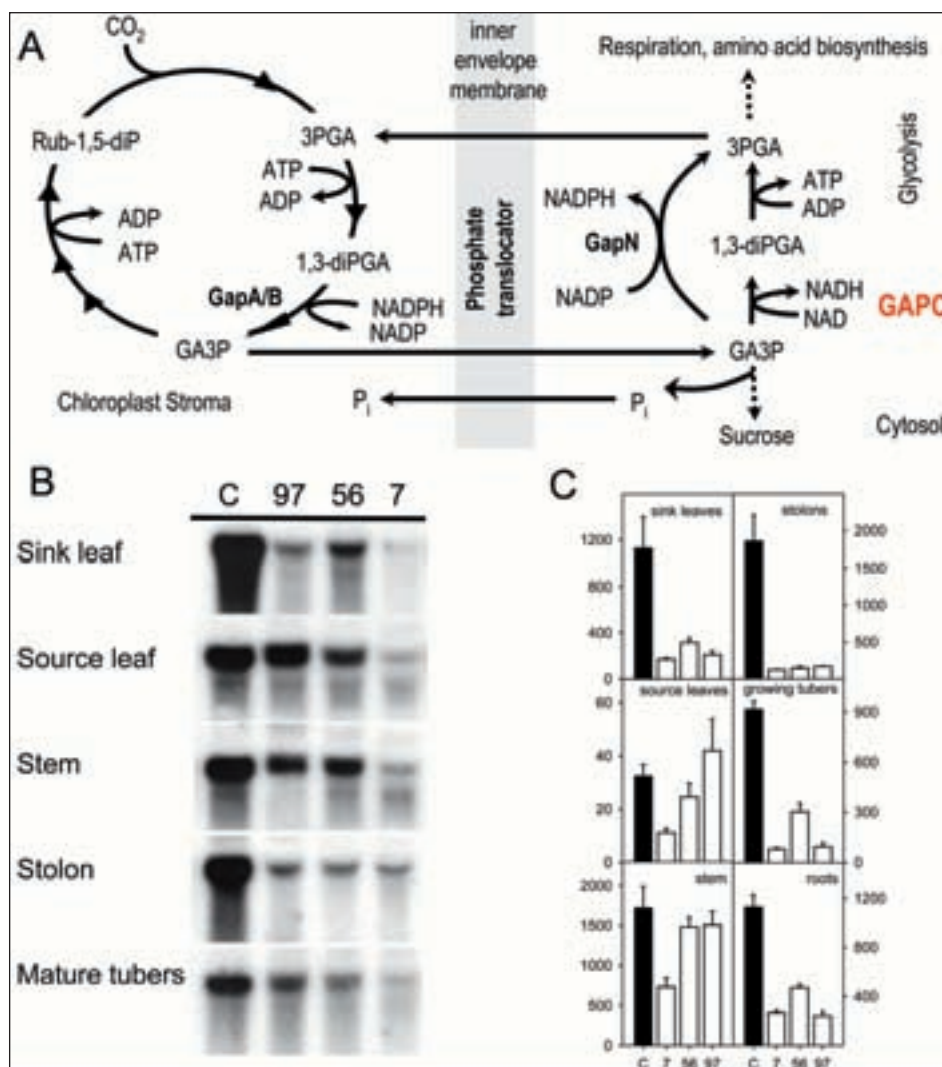 A
CO2
Rub-1,5-diP
3PGA
ATP
ADP
ADP
ATP
1,3-diPGA
GapA/B
NADPH
NADP
GA3P
Chloroplast Stroma
inner
envelope
membrane
Phosphate
translocator
Pi
Pi
Respiration, amino acid biosynthesis
3PGA
Glycolysis
ATP
ADP
NADPH
GapN
1,3-diPGA
NADP
NADH
NAD
GAPC
GA3P
Sucrose
Cytosol
B
C 97 56 7
Sink leaf
Source leaf
Stem
Stolon
Mature tubers
C
sink leaves
stolons
1200
800
400
0
2000
1500
1000
500
0
source leaves
growing tubers
60
40
20
0
900
600
300
0
stem
roots
2000
1500
1000
500
0
1200
800
400
C 7 56 97
C 7 56 97